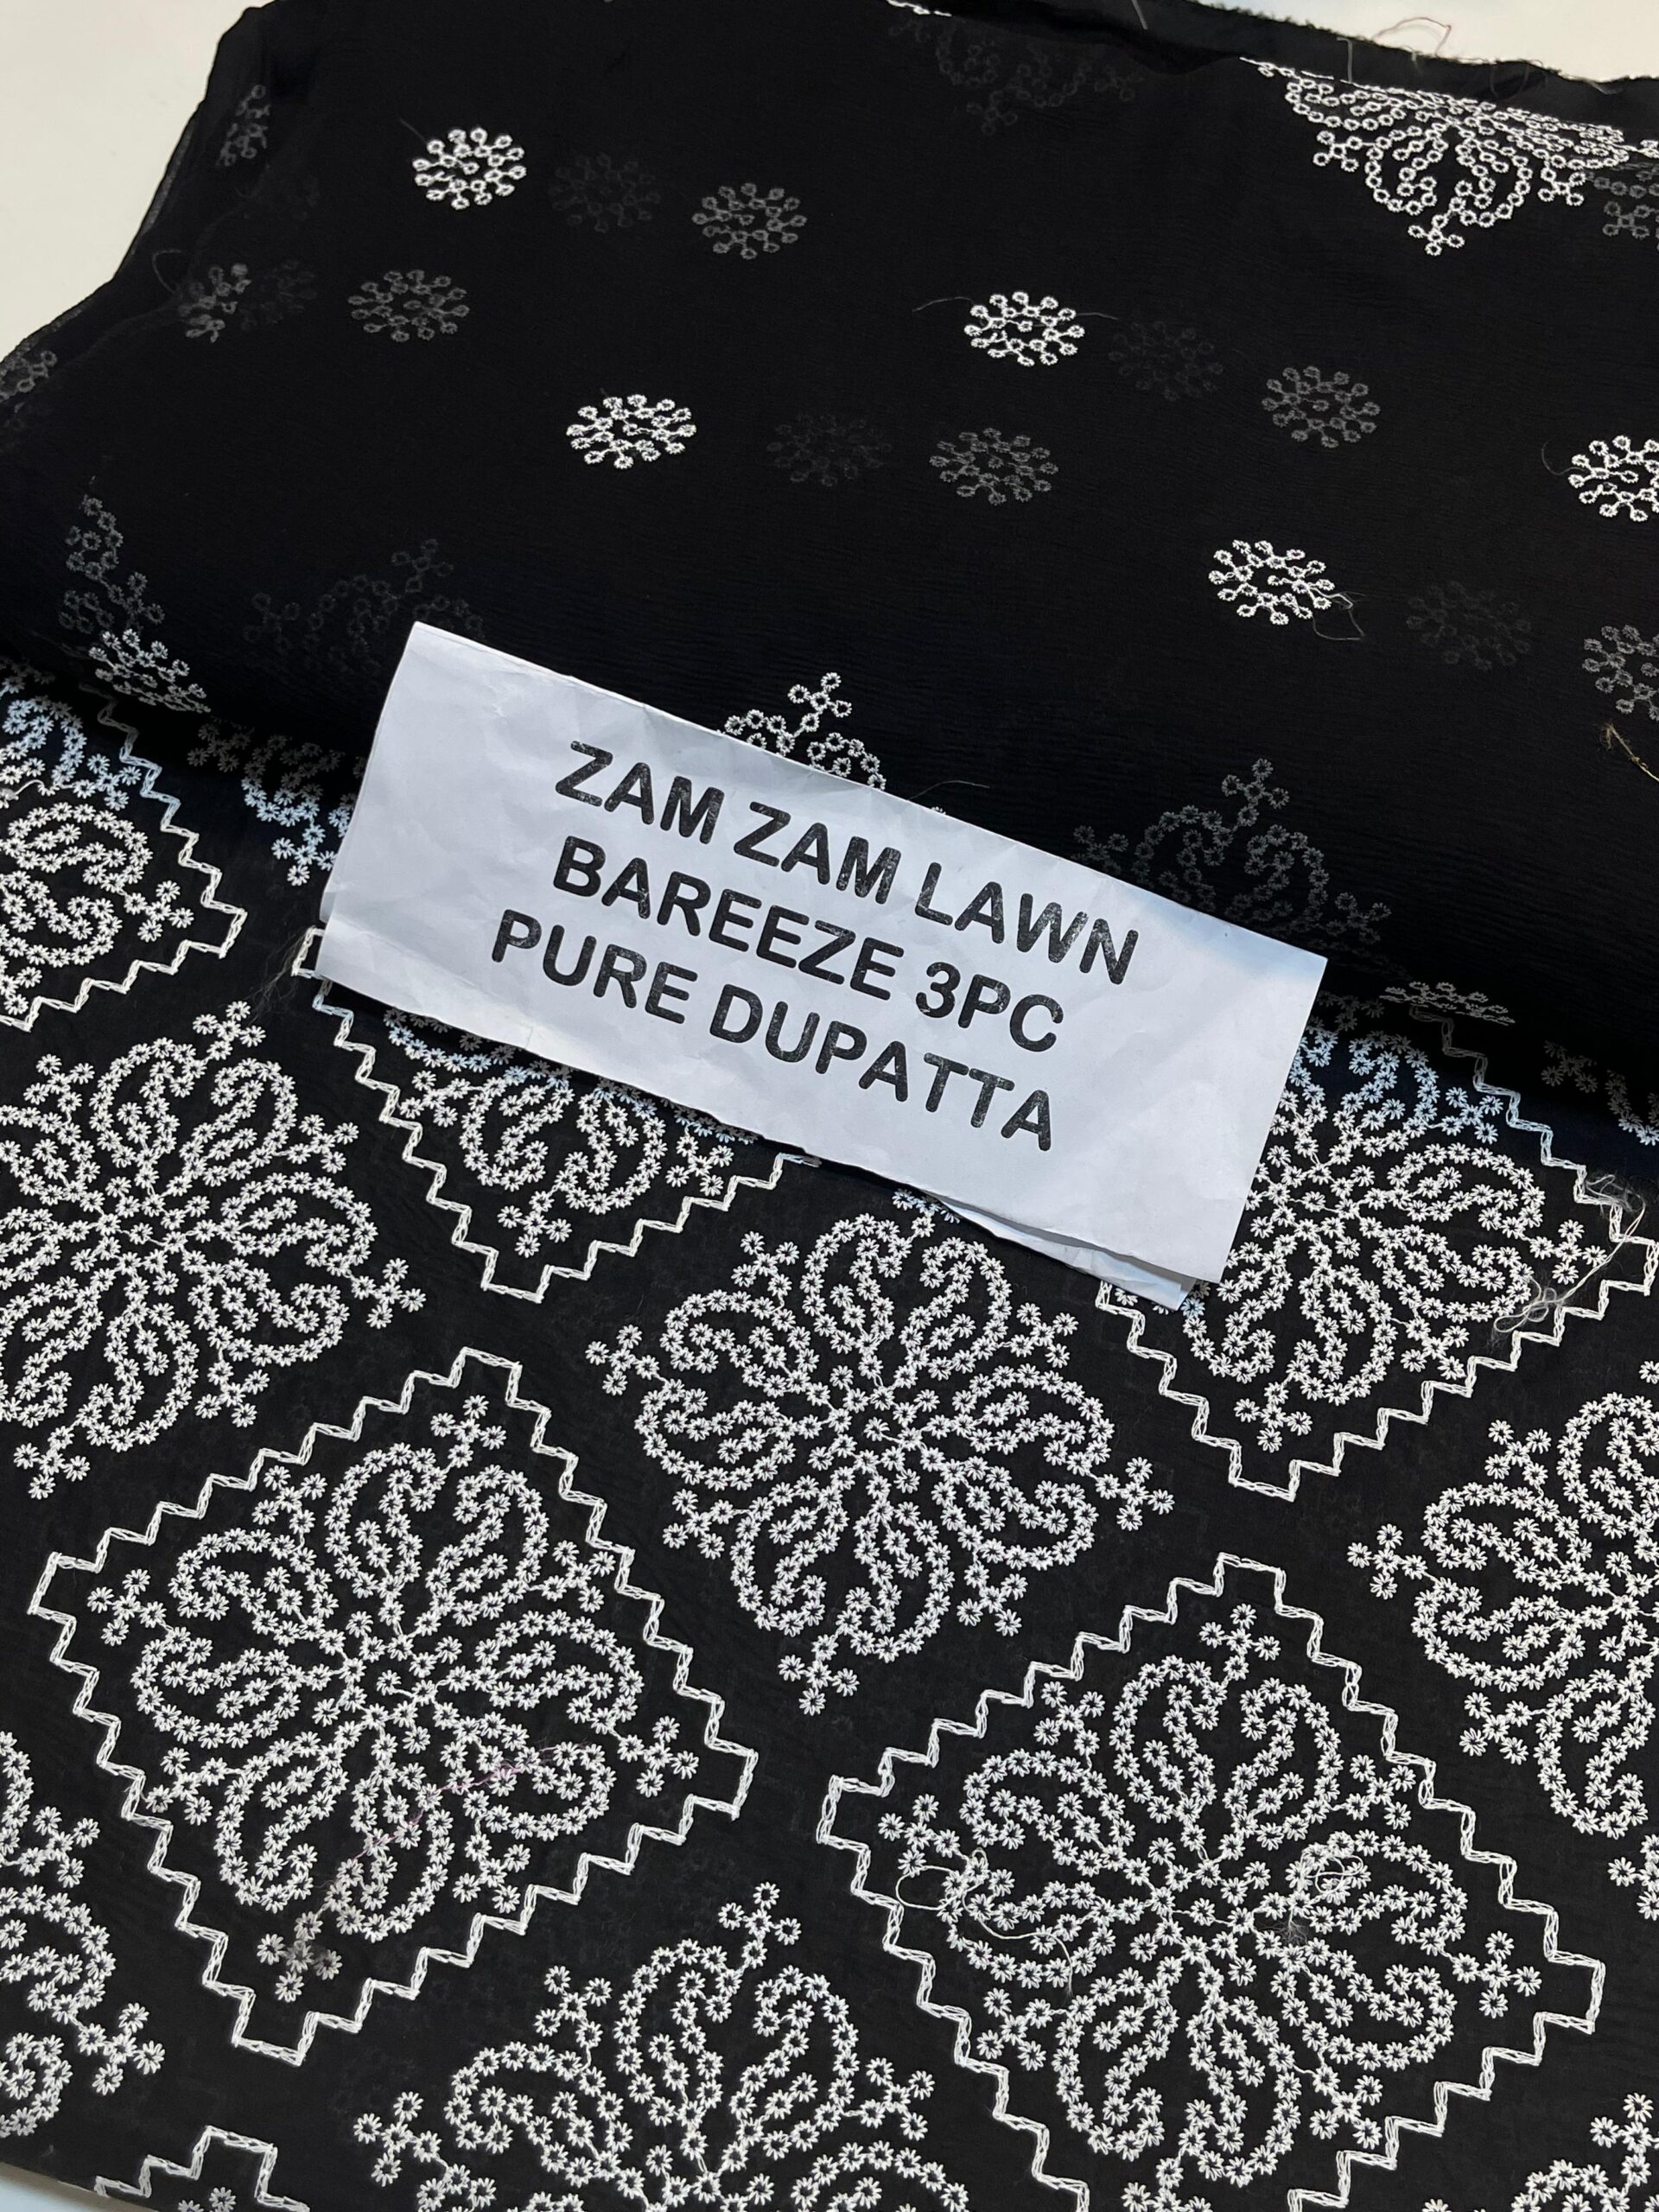 ZAM ZAM LAWN
BAREEZE 3PC
PURE DUPATTA